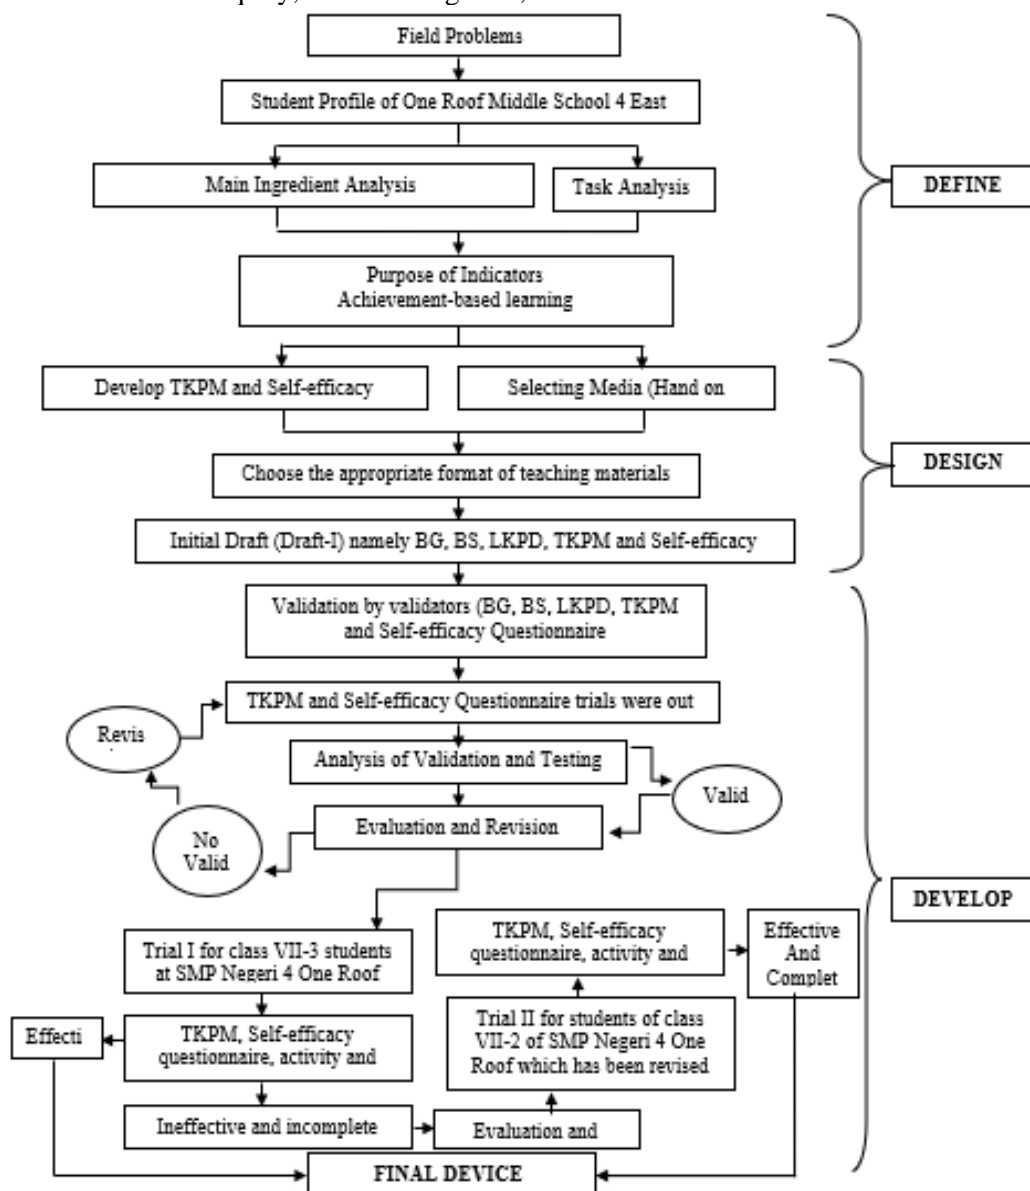 Field Problems
Student Profile of One Roof Middle School 4 East
Main Ingredient Analysis
Task Analysis
DEFINE
Purpose of Indicators
Achievement-based learning
Develop TKPM and Self-efficacy
Selecting Media (Hand on
DESIGN
Choose the appropriate format of teaching materials
Initial Draft (Draft-I) namely BG, BS, LKPD, TKPM and Self-efficacy
Validation by validators (BG, BS, LKPD, TKPM
and Self-efficacy Questionnaire
TKPM and Self-efficacy Questionnaire trials were out
Revis
Analysis of Validation and Testing
Valid
Evaluation and Revision
No
Valid
DEVELOP
Trial I for class VII-3 students
at SMP Negeri 4 One Roof
TKPM, Self-efficacy
questionnaire, activity and
Effective
And
Complet
Effecti
TKPM, Self-efficacy
questionnaire, activity and
Trial II for students of class
VII-2 of SMP Negeri 4 One
Roof which has been revised
Ineffective and incomplete
Evaluation and
FINAL DEVICE